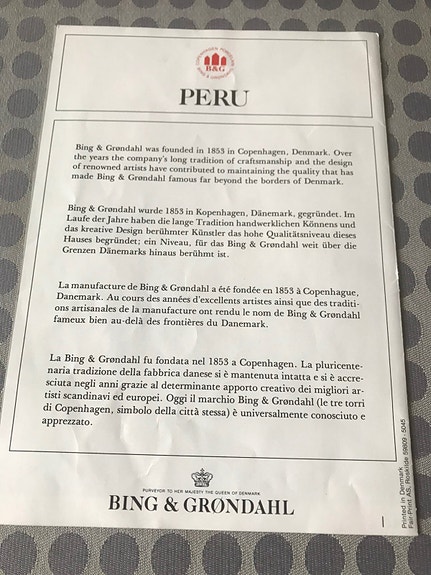 COPENHAGEN PORCELAIN
B&G
BING & GRØNDAHL
PERU
Bing & Grøndahl was founded in 1853 in Copenhagen, Denmark. Over
the years the company's long tradition of craftsmanship and the design
of renowned artists have contributed to maintaining the quality that has
made Bing & Grøndahl famous far beyond the borders of Denmark.
Bing & Grøndahl wurde 1853 in Kopenhagen, Dänemark, gegründet. Im
Laufe der Jahre haben die lange Tradition handwerklichen Könnens und
das kreative Design berühmter Künstler das hohe Qualitätsniveau dieses
Hauses begründet; ein Niveau, für das Bing & Grøndahl weit über die
Grenzen Dänemarks hinaus berühmt ist.
La manufacture de Bing & Grøndahl a été fondée en 1853 à Copenhague,
Danemark. Au cours des années d'excellents artistes ainsi que des traditi-
ons artisanales de la manufacture ont rendu le nom de Bing & Grøndahl
fameux bien au-delà des frontières du Danemark.
La Bing & Grøndahl fu fondata nel 1853 a Copenhagen. La pluricente-
naria tradizione della fabbrica danese si è mantenuta intatta e si è accre-
sciuta negli anni grazie al determinante apporto creativo dei migliori ar-
tisti scandinavi ed europei. Oggi il marchio Bing & Grøndahl (le tre torri
di Copenhagen, simbolo della città stessa) è universalmente conosciuto e
apprezzato.
PURVEYOR TO HER MAJESTY THE QUEEN OF DENMARK
BING & GRØNDAHL
Printed in Denmark
Fair-Print AS, Roskilde 59609 - 5045